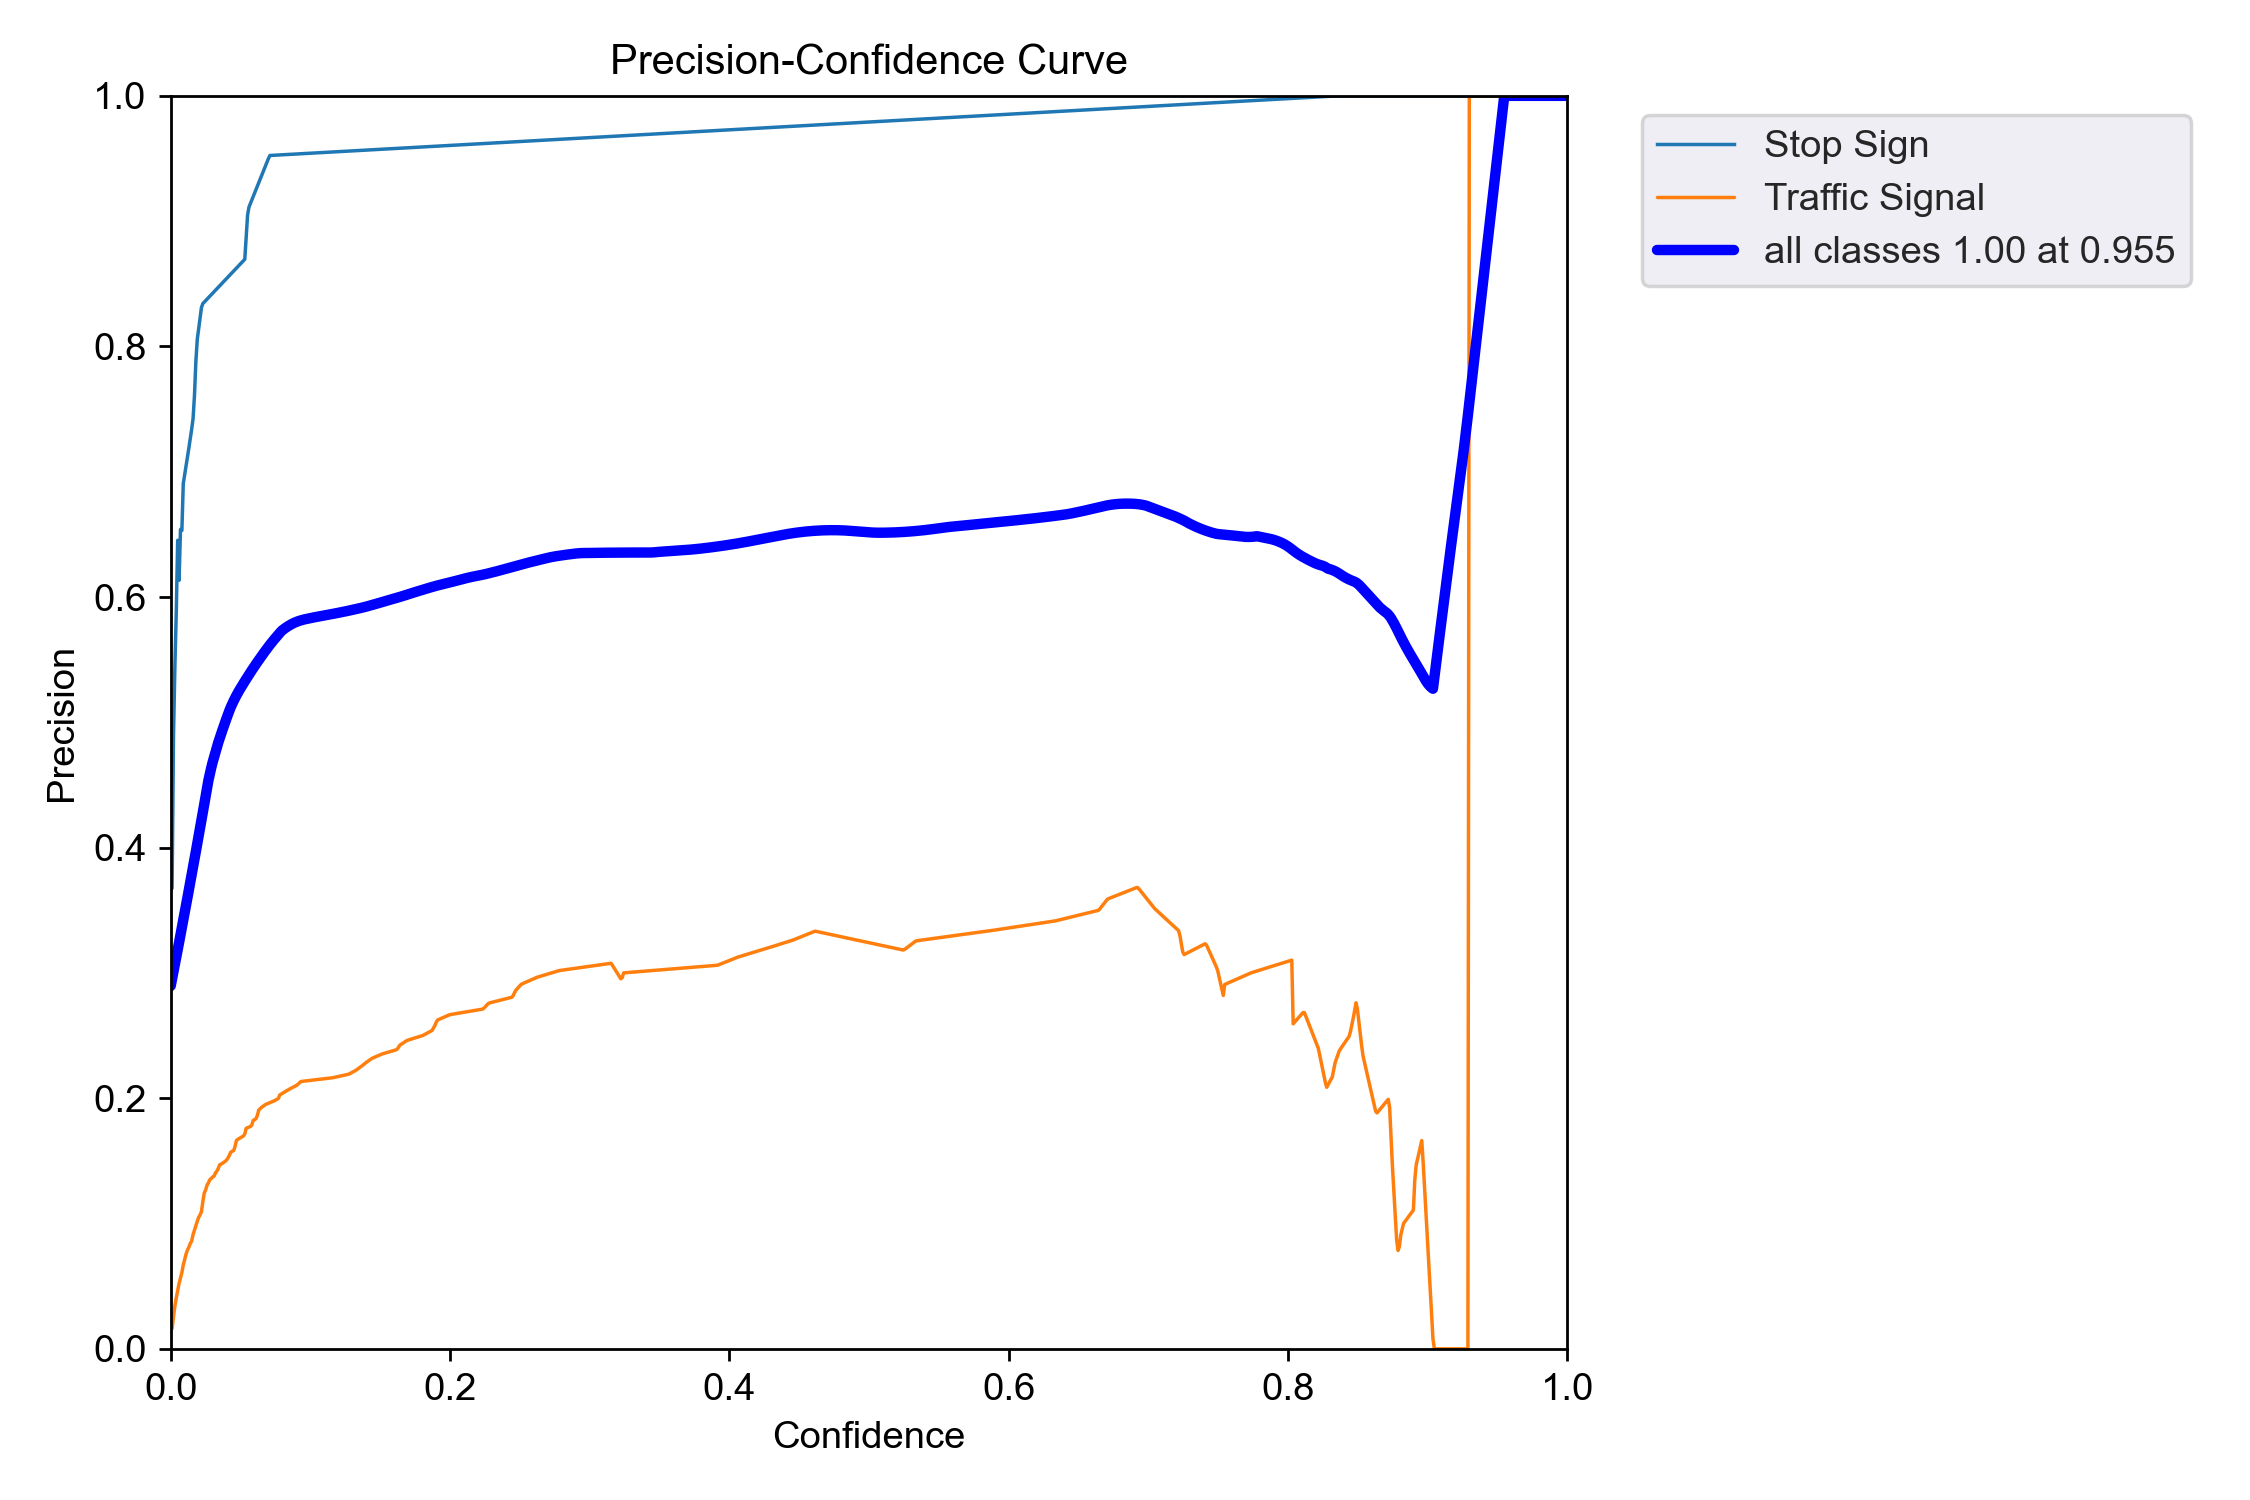 Precision-Confidence Curve
1.0
0.8
0.6
0.4
0.2
0.0
Precision
0.0 0.2 0.4 0.6 0.8 1.0
Confidence
Stop Sign
Traffic Signal
all classes 1.00 at 0.955